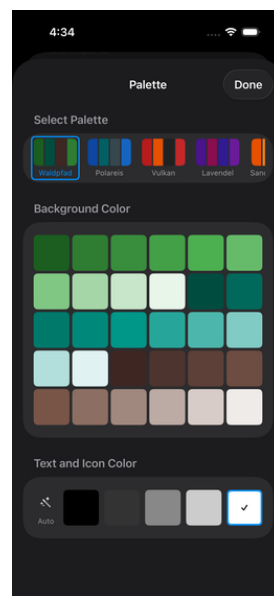 4:34
Palette
Done
Select Palette
Waldpfad
Polareis
Vulkan
Lavendel
Background Color
Text and Icon Color
Auto